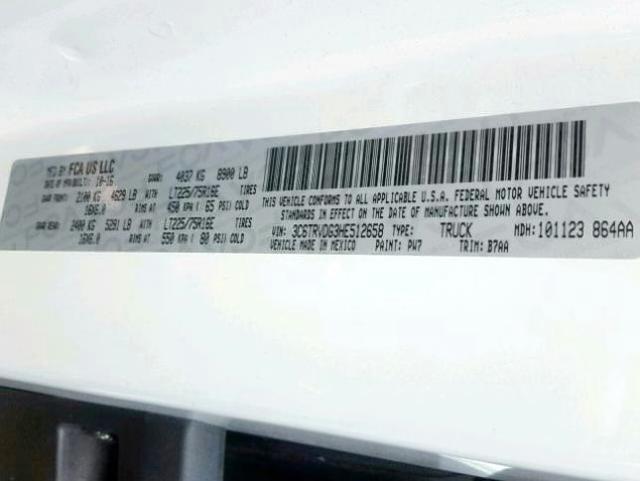 MFD BY: FCA US LLC
DATE OF MANUFACT: 10-16 GVWR: 4037 KG 8900 LB
GAWR FRONT: 2100 KG 4629 LB WITH LT225/75R16E TIRES
16X6.0 RIMS AT 450 KPA( 65 PSI) COLD
GAWR REAR: 2400 KG 5291 LB WITH LT225/75R16E TIRES
16X6.0 RIMS AT 550 KPA( 80 PSI) COLD
THIS VEHICLE CONFORMS TO ALL APPLICABLE U.S.A. FEDERAL MOTOR VEHICLE SAFETY
STANDARDS IN EFFECT ON THE DATE OF MANUFACTURE SHOWN ABOVE.
VIN: 3C6TRVDG3HE512658 TYPE: TRUCK MDH: 101123 864AA
VEHICLE MADE IN MEXICO PAINT: PW7 TRIM: B7AA